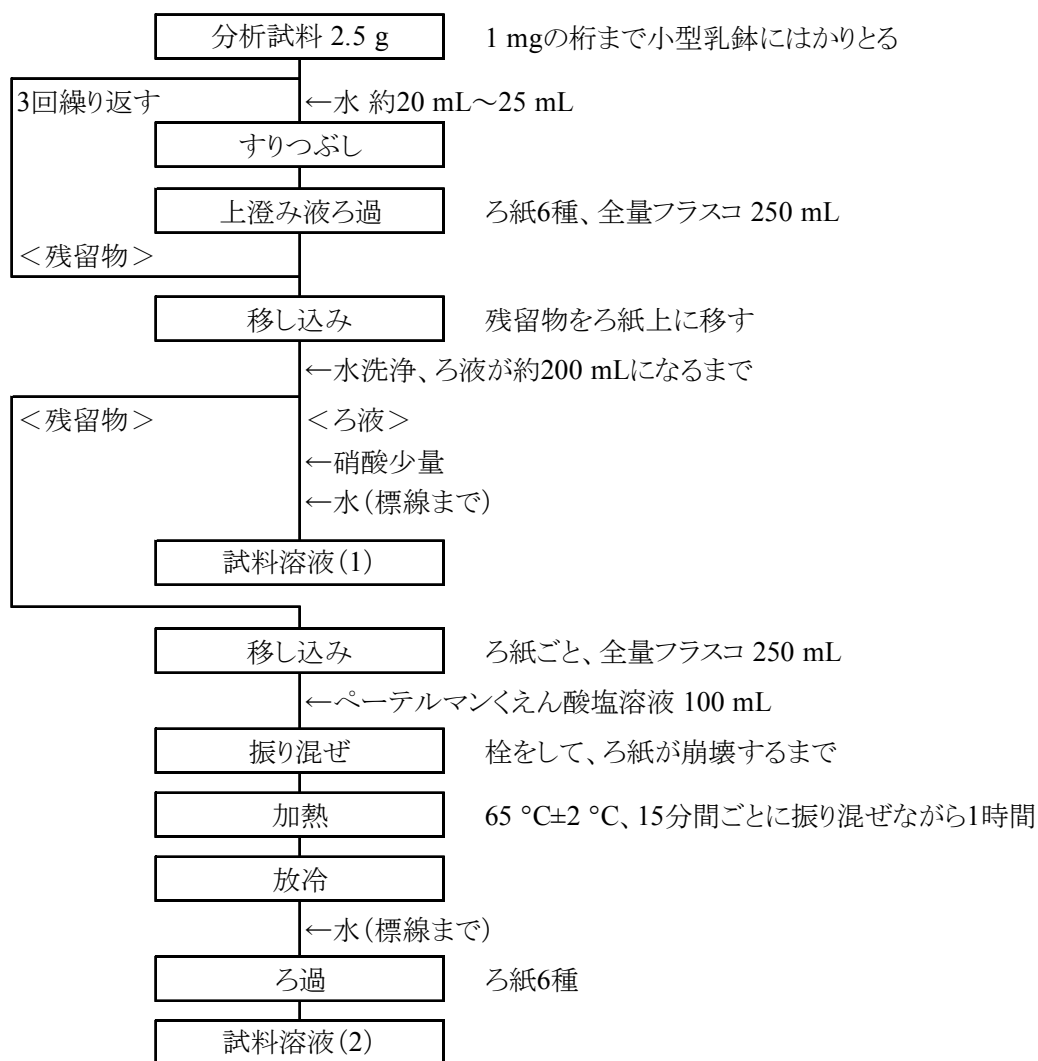 分析試料 2.5 g 1 mgの桁まで小型乳鉢にはかりとる
3回繰り返す ←水 約20 mL～25 mL
すりつぶし
上澄み液ろ過 ろ紙6種、全量フラスコ 250 mL
＜残留物＞
移し込み 残留物をろ紙上に移す
←水洗浄、ろ液が約200 mLになるまで
＜残留物＞ ＜ろ液＞
←硝酸少量
←水（標線まで）
試料溶液（1）
移し込み ろ紙ごと、全量フラスコ 250 mL
←ペーテルマンくえん酸塩溶液 100 mL
振り混ぜ 栓をして、ろ紙が崩壊するまで
加熱 65 °C±2 °C、15分間ごとに振り混ぜながら1時間
放冷
←水（標線まで）
ろ過 ろ紙6種
試料溶液（2）